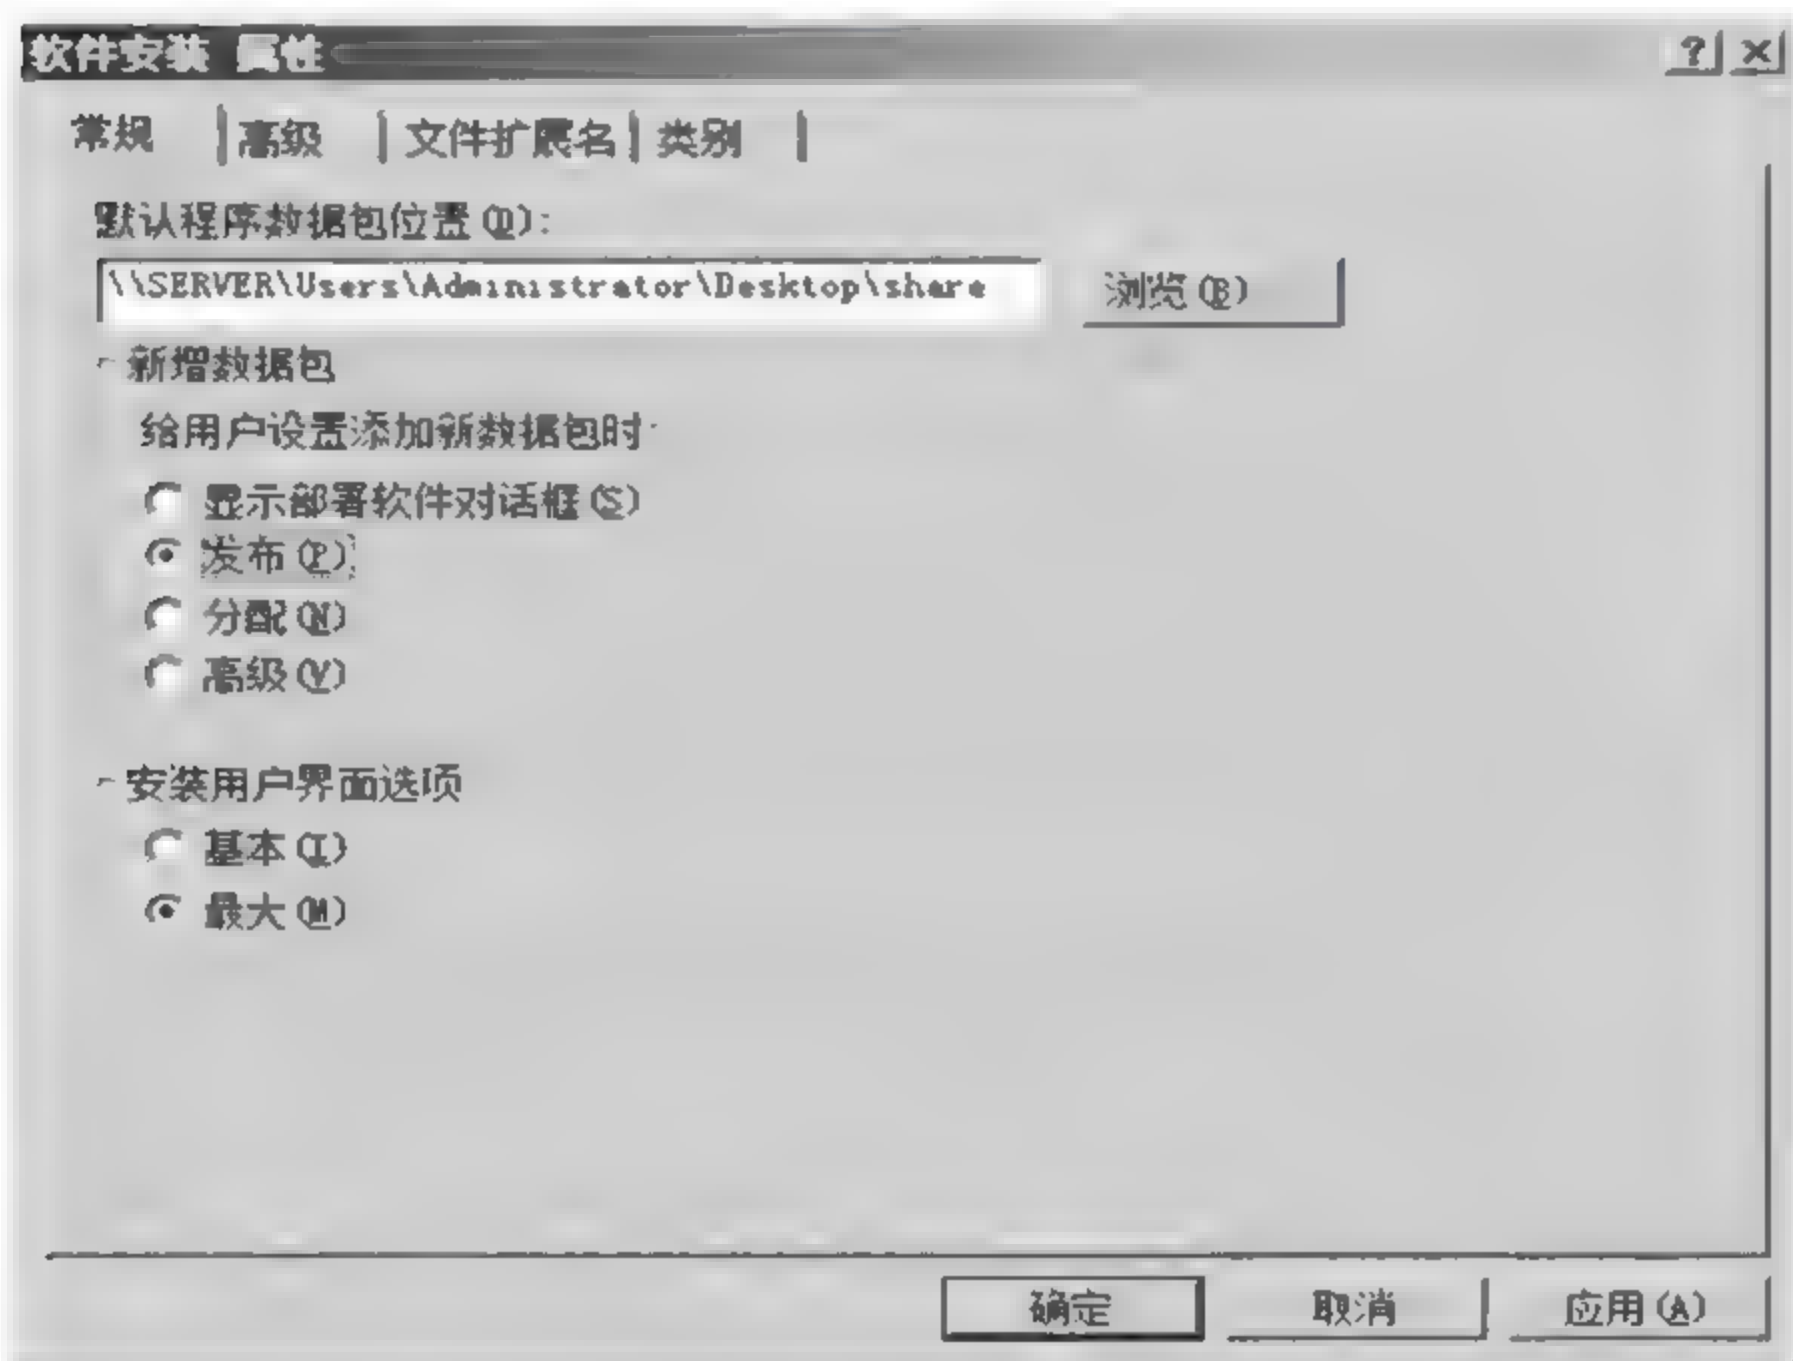 软件安装 属性
常规 高级 文件扩展名 类别
默认程序数据包位置(D):
\\SERVER\Users\Administrator\Desktop\share 浏览(B)
新增数据包
给用户设置添加新数据包时
显示部署软件对话框(S)
发布(P)
分配(N)
高级(V)
安装用户界面选项
基本(I)
最大(M)
确定 取消 应用(A)